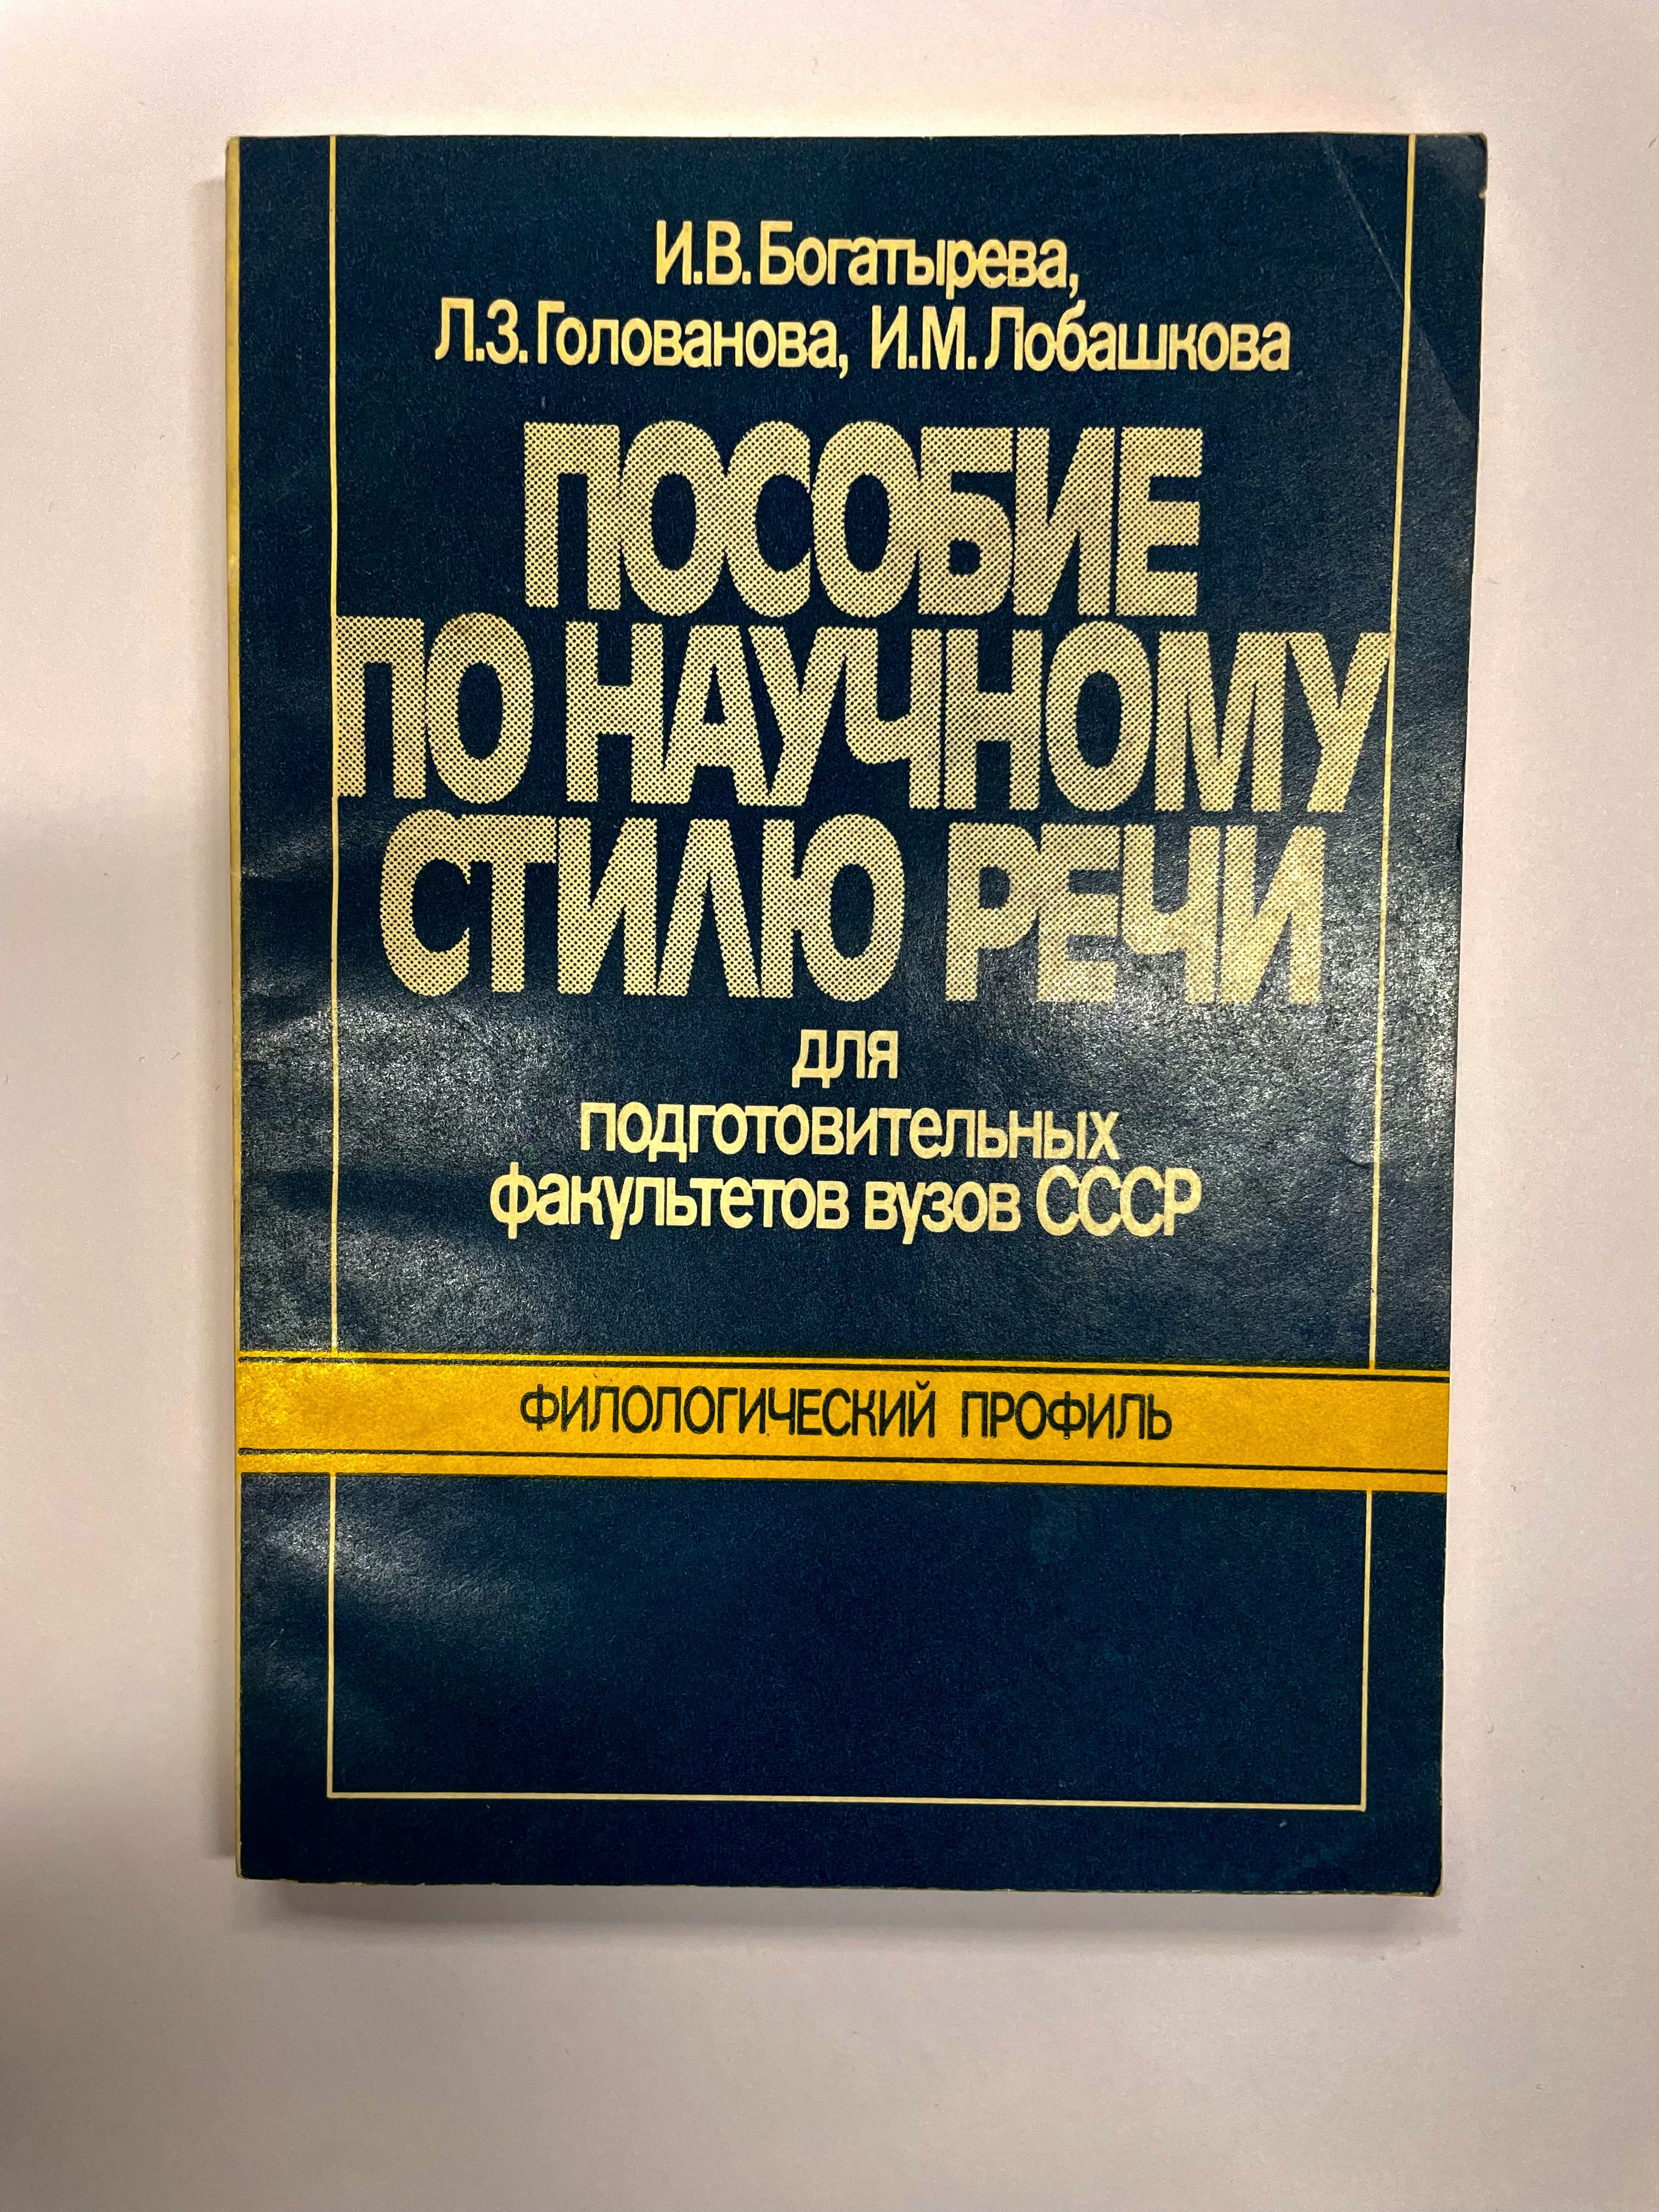 И.В.Богатырева,
Л.З.Голованова, И.М.Лобашкова
ПОСОБИЕ
ПО НАУЧНОМУ
СТИЛЮ РЕЧИ
для
подготовительных
факультетов вузов СССР
ФИЛОЛОГИЧЕСКИЙ ПРОФИЛЬ